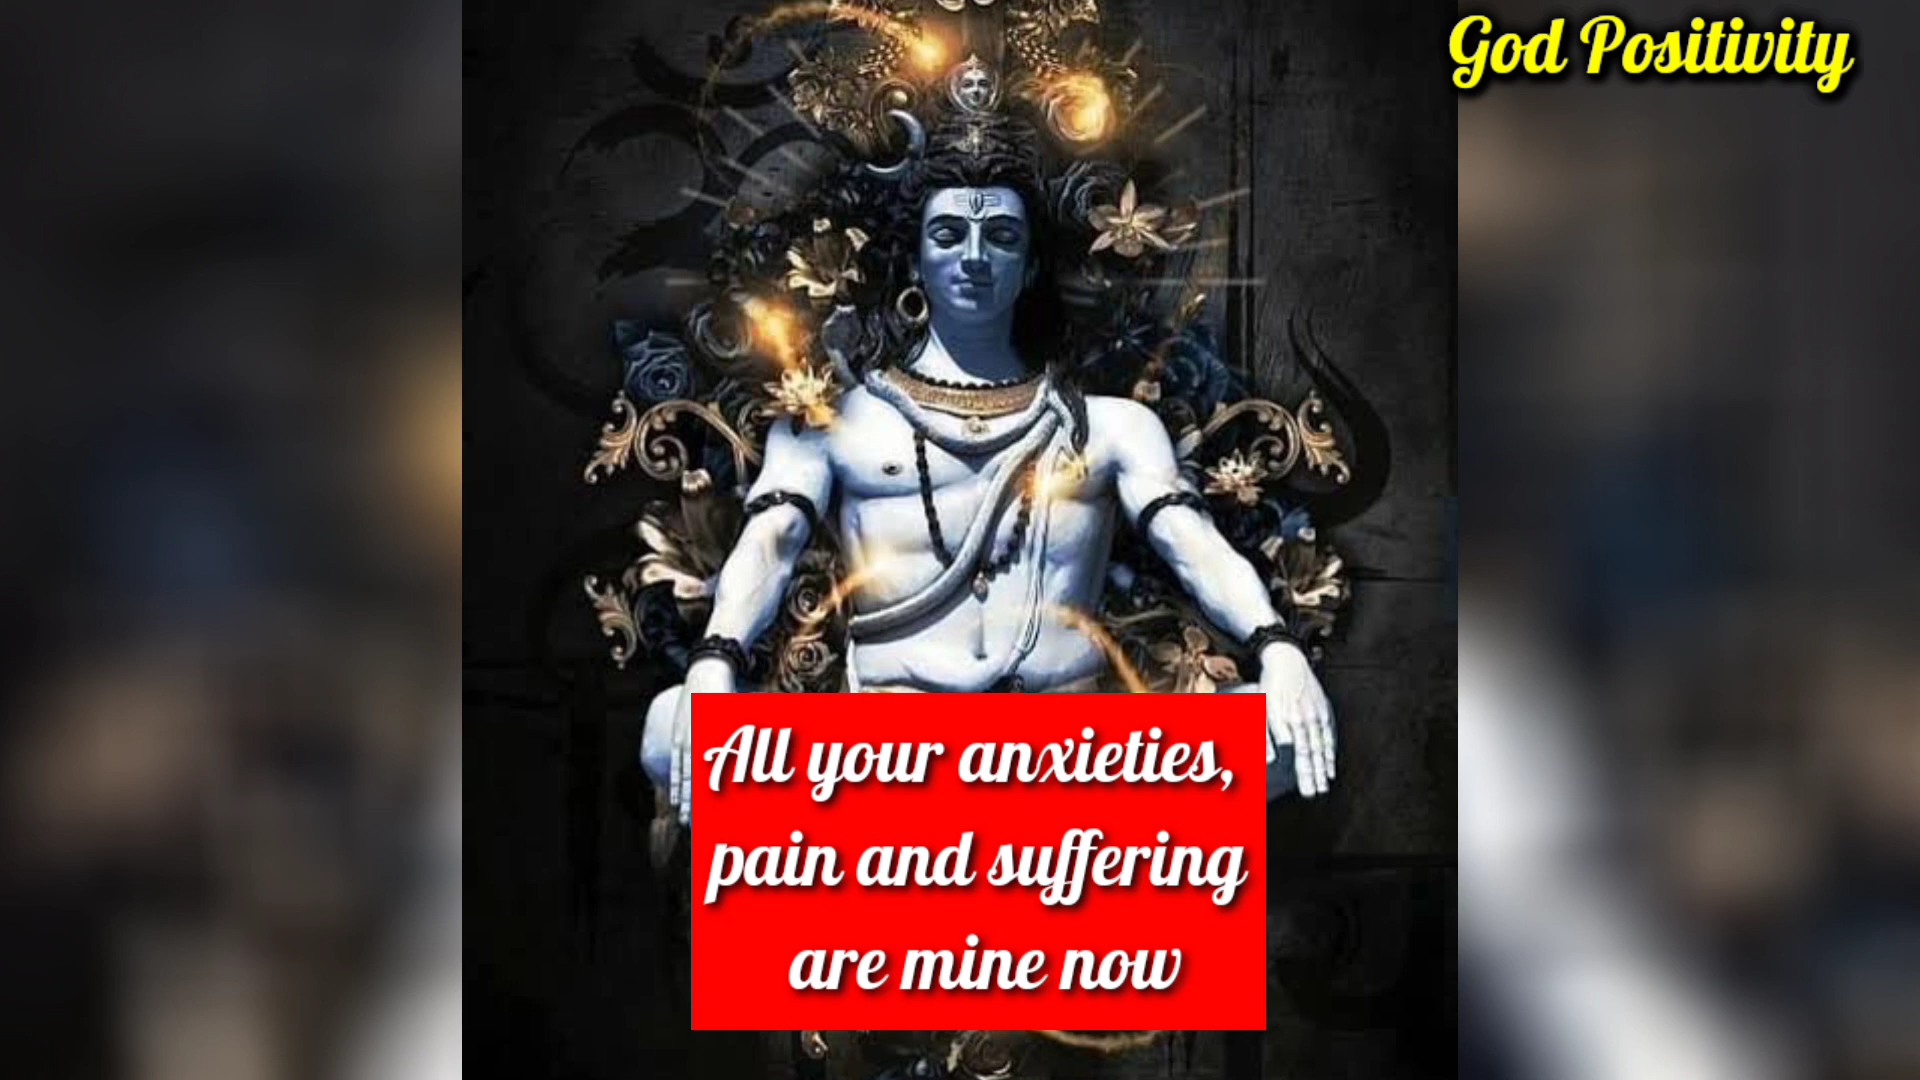 God Positivity
All your anxieties,
pain and suffering
are mine now